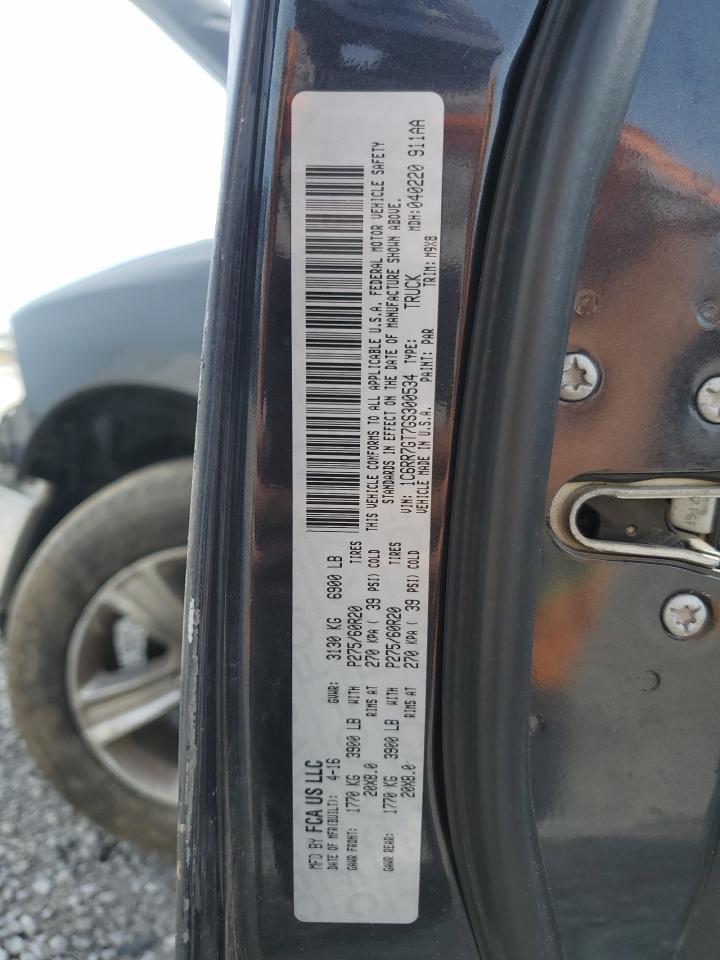 MFD BY FCA US LLC
DATE OF MFR(BUILT): 4-16 GVWR: 3130 KG 6900 LB
GAWR FRONT: 1770 KG 3900 LB WITH P275/60R20 TIRES
20X8.0 RIMS AT 270 KPA ( 39 PSI) COLD
GAWR REAR: 1770 KG 3900 LB WITH P275/60R20 TIRES
20X8.0 RIMS AT 270 KPA ( 39 PSI) COLD
THIS VEHICLE CONFORMS TO ALL APPLICABLE U.S.A. FEDERAL MOTOR VEHICLE SAFETY
STANDARDS IN EFFECT ON THE DATE OF MANUFACTURE SHOWN ABOVE.
VIN: 1C6RR7GT7GS300534 TYPE: TRUCK MDH: 040220 911AA
VEHICLE MADE IN U.S.A. PAINT: PAR TRIM: M9X8